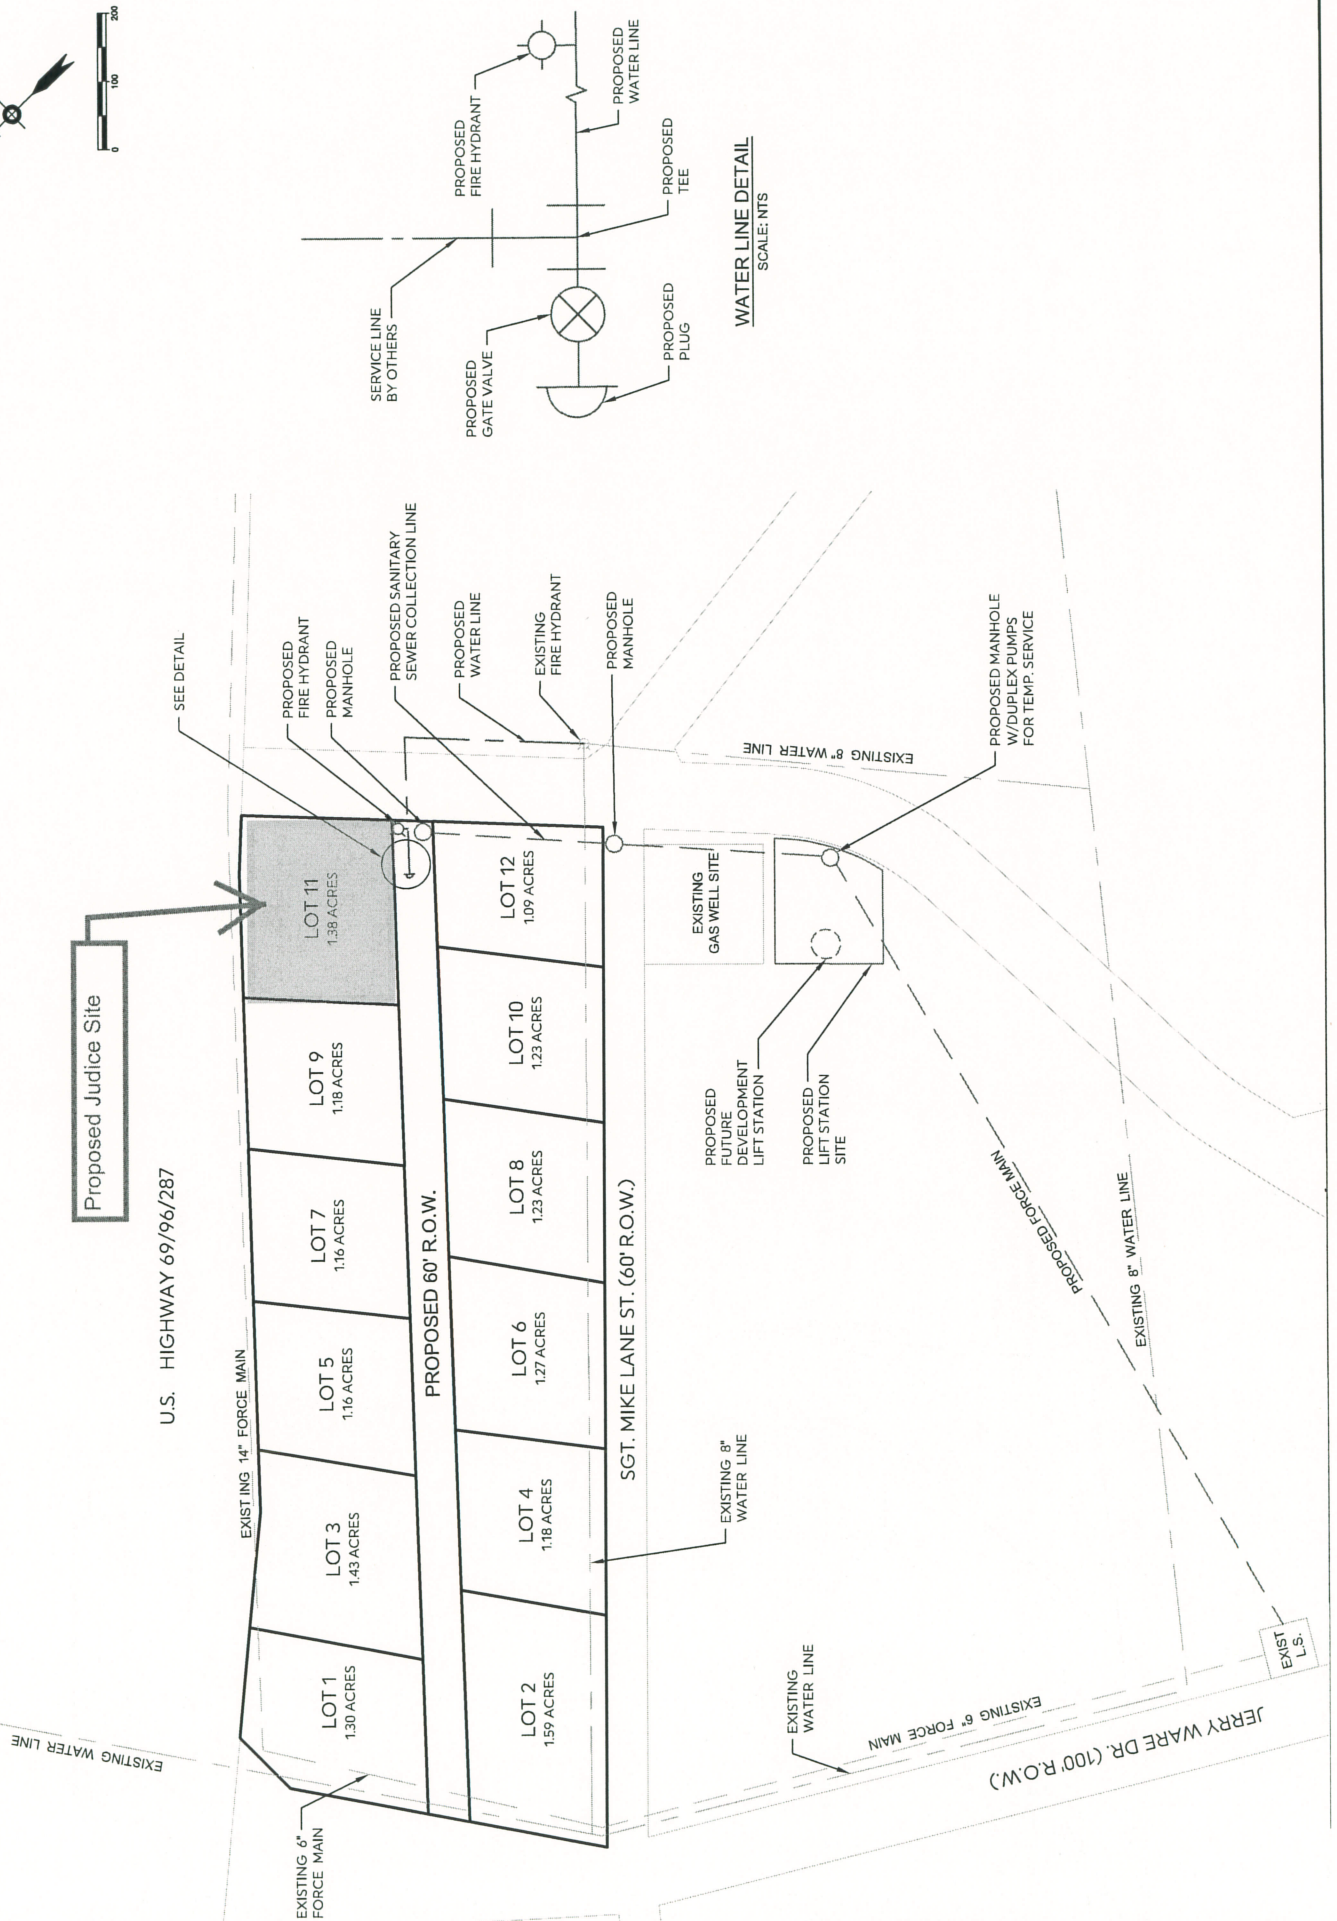 0
100
200
Proposed Judice Site
U.S. HIGHWAY 69/96/287
EXISTING WATER LINE
EXISTING 6"
FORCE MAIN
EXIST ING 14" FORCE MAIN
SEE DETAIL
PROPOSED
FIRE HYDRANT
PROPOSED
MANHOLE
PROPOSED SANITARY
SEWER COLLECTION LINE
PROPOSED
WATER LINE
EXISTING
FIRE HYDRANT
PROPOSED
MANHOLE
LOT 1
1.30 ACRES
LOT 3
1.43 ACRES
LOT 5
1.16 ACRES
LOT 7
1.16 ACRES
LOT 9
1.18 ACRES
LOT 11
1.38 ACRES
PROPOSED 60' R.O.W.
LOT 2
1.59 ACRES
LOT 4
1.18 ACRES
LOT 6
1.27 ACRES
LOT 8
1.23 ACRES
LOT 10
1.23 ACRES
LOT 12
1.09 ACRES
SGT. MIKE LANE ST. (60' R.O.W.)
EXISTING 8"
WATER LINE
EXISTING
GAS WELL SITE
EXISTING 8" WATER LINE
PROPOSED
FUTURE
DEVELOPMENT
LIFT STATION
PROPOSED
LIFT STATION
SITE
PROPOSED MANHOLE
W/DUPLEX PUMPS
FOR TEMP. SERVICE
EXISTING
WATER LINE
EXISTING 6" FORCE MAIN
JERRY WARE DR. (100' R.O.W.)
PROPOSED FORCE MAIN
EXISTING 8" WATER LINE
EXIST
L.S.
SERVICE LINE
BY OTHERS
PROPOSED
FIRE HYDRANT
PROPOSED
GATE VALVE
PROPOSED
PLUG
PROPOSED
TEE
PROPOSED
WATER LINE
WATER LINE DETAIL
SCALE: NTS